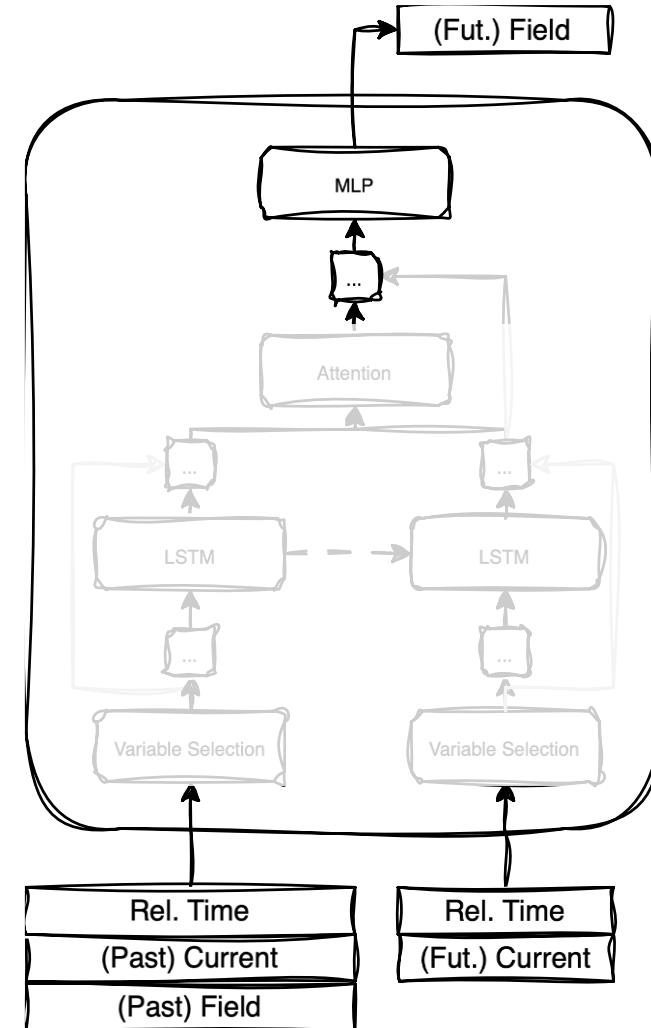 (Fut.) Field
MLP
...
Attention
...
...
LSTM
LSTM
...
...
Variable Selection
Variable Selection
Rel. Time
Rel. Time
(Past) Current
(Fut.) Current
(Past) Field